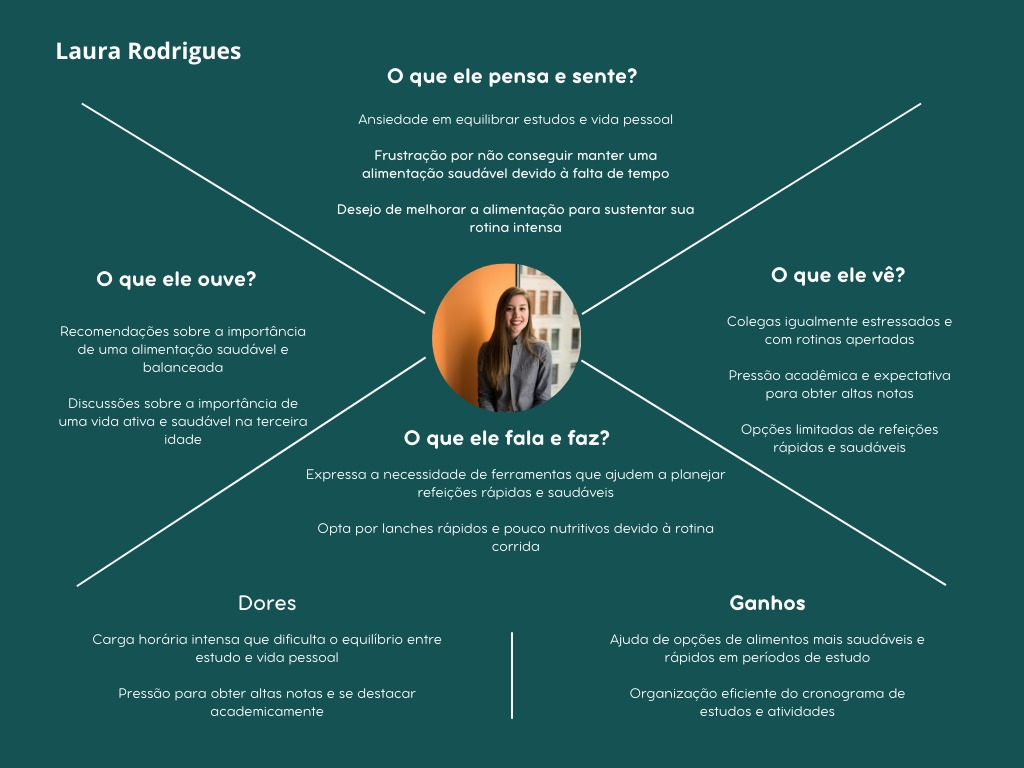 Laura Rodrigues
O que ele pensa e sente?
Ansiedade em equilibrar estudos e vida pessoal
Frustração por não conseguir manter uma
alimentação saudável devido à falta de tempo
Desejo de melhorar a alimentação para sustentar sua
rotina intensa
O que ele ouve?
Recomendações sobre a importância
de uma alimentação saudável e
balanceada
Discussões sobre a importância de
uma vida ativa e saudável na terceira
idade
O que ele vê?
Colegas igualmente estressados e
com rotinas apertadas
Pressão acadêmica e expectativa
para obter altas notas
Opções limitadas de refeições
rápidas e saudáveis
O que ele fala e faz?
Expressa a necessidade de ferramentas que ajudem a planejar
refeições rápidas e saudáveis
Opta por lanches rápidos e pouco nutritivos devido à rotina
corrida
Dores
Carga horária intensa que dificulta o equilíbrio entre
estudo e vida pessoal
Pressão para obter altas notas e se destacar
academicamente
Ganhos
Ajuda de opções de alimentos mais saudáveis e
rápidos em períodos de estudo
Organização eficiente do cronograma de
estudos e atividades